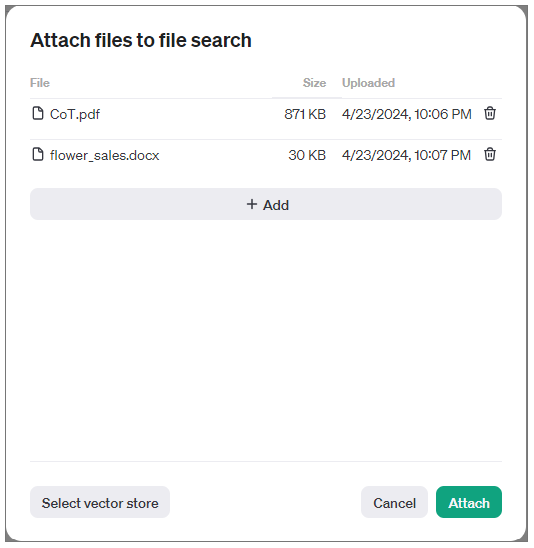 Attach files to file search
File Size Uploaded
CoT.pdf 871 KB 4/23/2024, 10:06 PM
flower_sales.docx 30 KB 4/23/2024, 10:07 PM
+ Add
Select vector store Cancel Attach